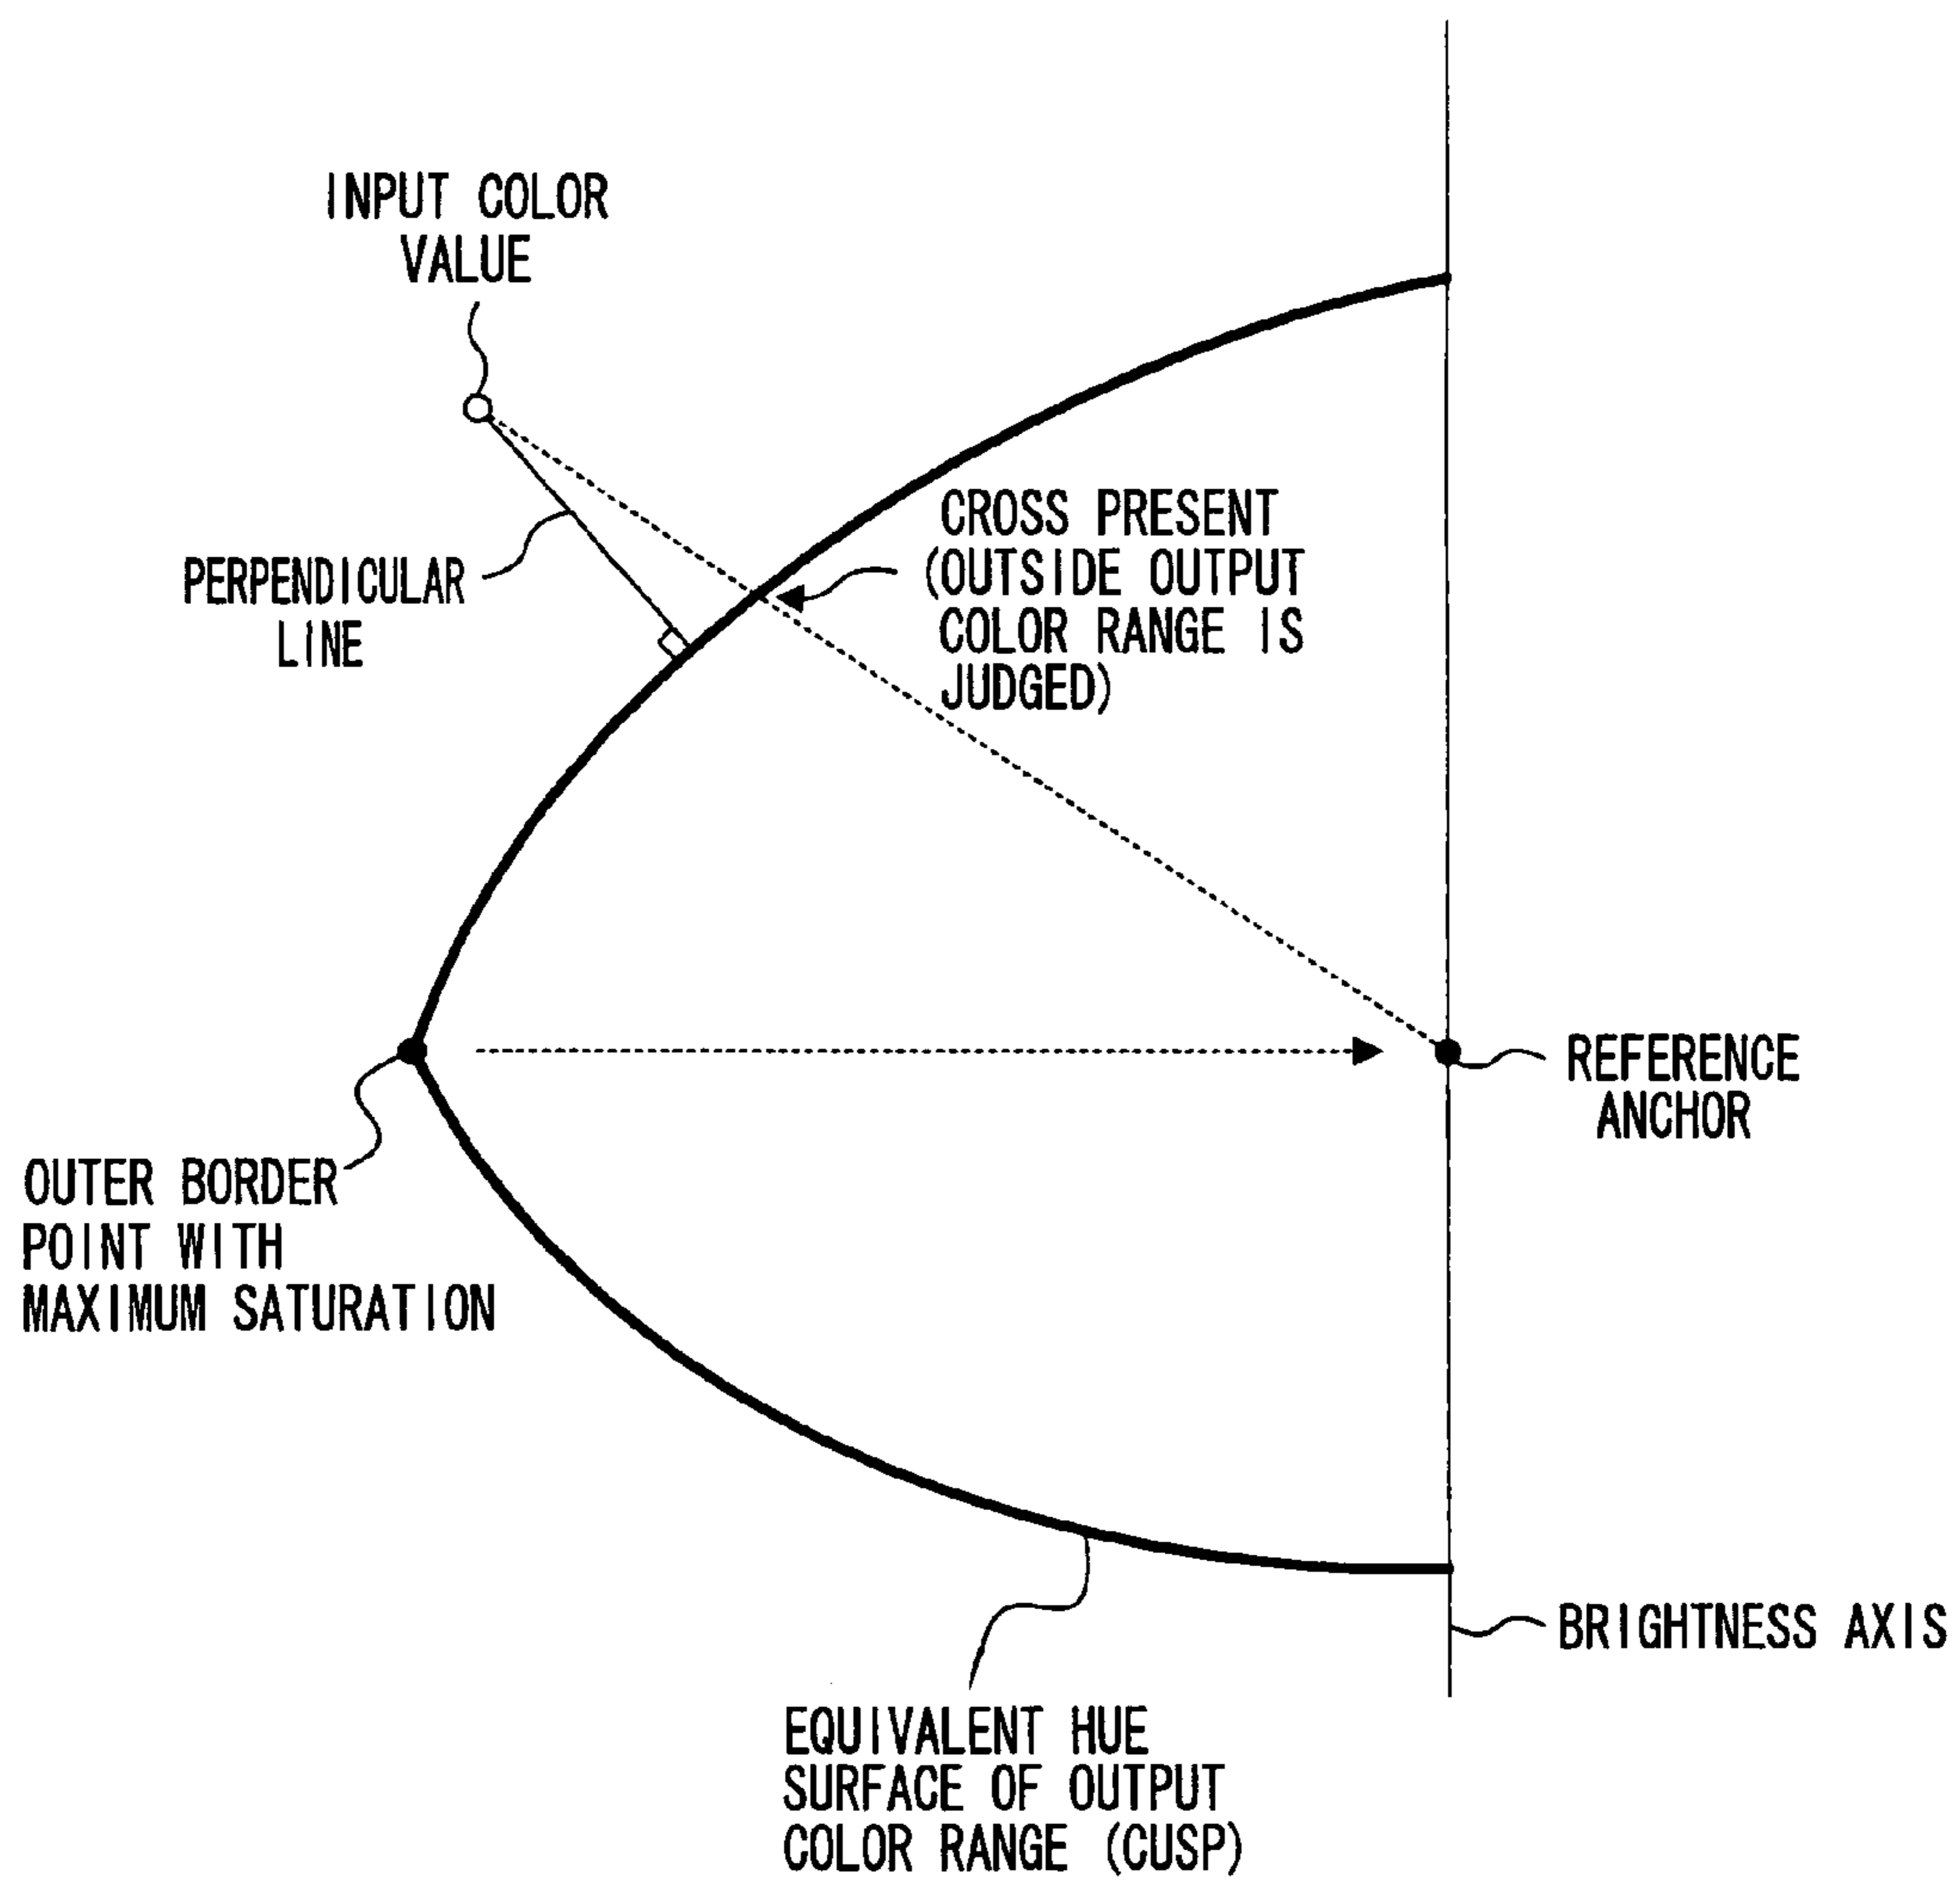 INPUT COLOR
VALUE
PERPENDICULAR
LINE
CROSS PRESENT
(OUTSIDE OUTPUT
COLOR RANGE IS
JUDGED)
REFERENCE
ANCHOR
OUTER BORDER
POINT WITH
MAXIMUM SATURATION
BRIGHTNESS AXIS
EQUIVALENT HUE
SURFACE OF OUTPUT
COLOR RANGE (CUSP)